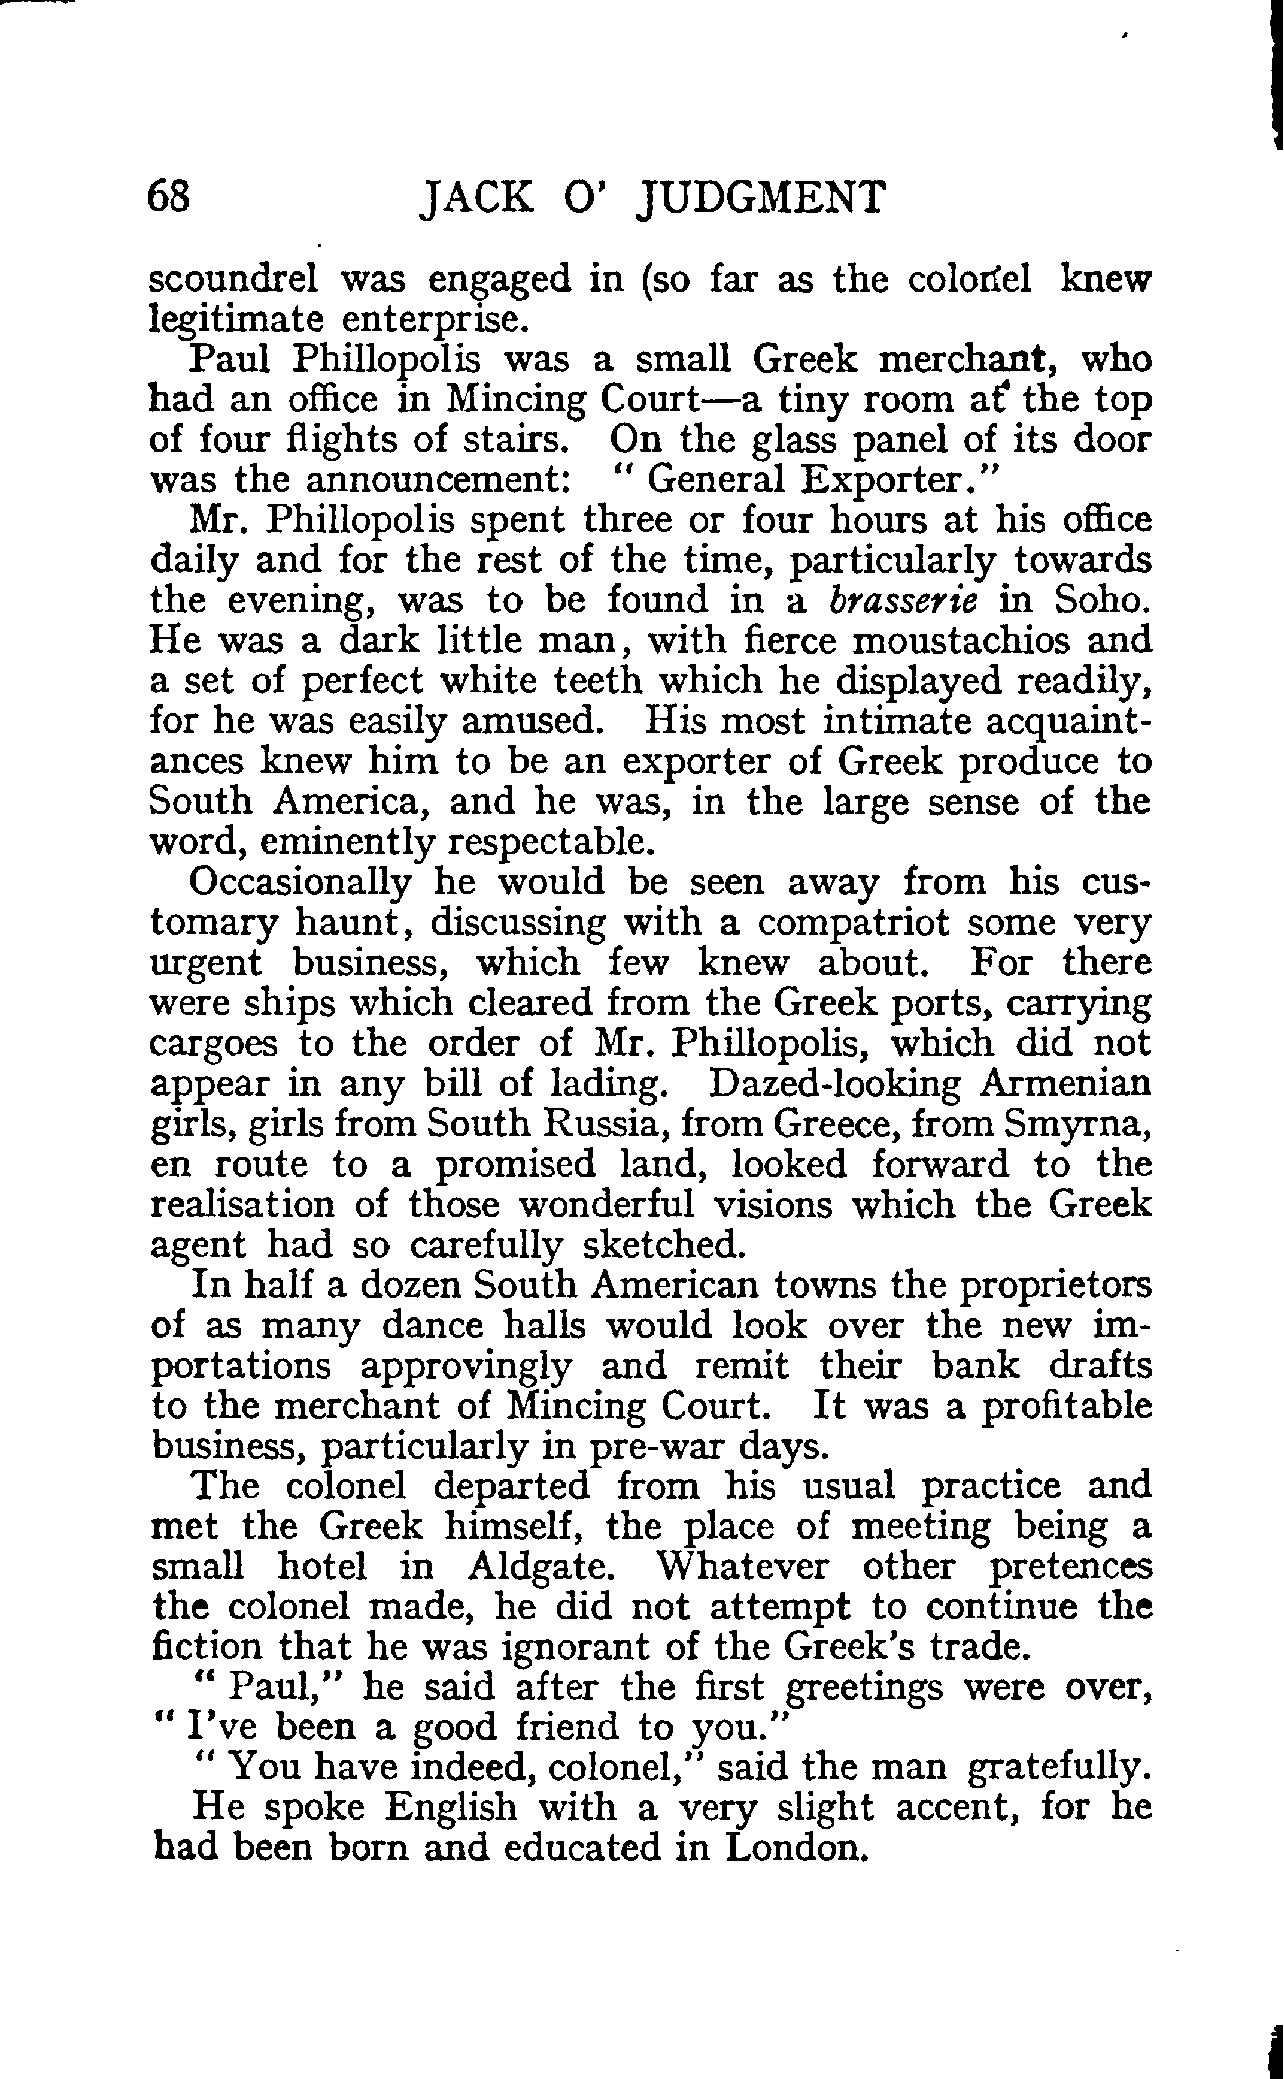 68 JACK O' JUDGMENT
scoundrel was engaged in (so far as the colonel knew
legitimate enterprise.
Paul Phillopolis was a small Greek merchant, who
had an office in Mincing Court—a tiny room at the top
of four flights of stairs. On the glass panel of its door
was the announcement: " General Exporter."
Mr. Phillopolis spent three or four hours at his office
daily and for the rest of the time, particularly towards
the evening, was to be found in a brasserie in Soho.
He was a dark little man, with fierce moustachios and
a set of perfect white teeth which he displayed readily,
for he was easily amused. His most intimate acquaint-
ances knew him to be an exporter of Greek produce to
South America, and he was, in the large sense of the
word, eminently respectable.
Occasionally he would be seen away from his cus-
tomary haunt, discussing with a compatriot some very
urgent business, which few knew about. For there
were ships which cleared from the Greek ports, carrying
cargoes to the order of Mr. Phillopolis, which did not
appear in any bill of lading. Dazed-looking Armenian
girls, girls from South Russia, from Greece, from Smyrna,
en route to a promised land, looked forward to the
realisation of those wonderful visions which the Greek
agent had so carefully sketched.
In half a dozen South American towns the proprietors
of as many dance halls would look over the new im-
portations approvingly and remit their bank drafts
to the merchant of Mincing Court. It was a profitable
business, particularly in pre-war days.
The colonel departed from his usual practice and
met the Greek himself, the place of meeting being a
small hotel in Aldgate. Whatever other pretences
the colonel made, he did not attempt to continue the
fiction that he was ignorant of the Greek's trade.
" Paul," he said after the first greetings were over,
" I've been a good friend to you."
" You have indeed, colonel," said the man gratefully.
He spoke English with a very slight accent, for he
had been born and educated in London.